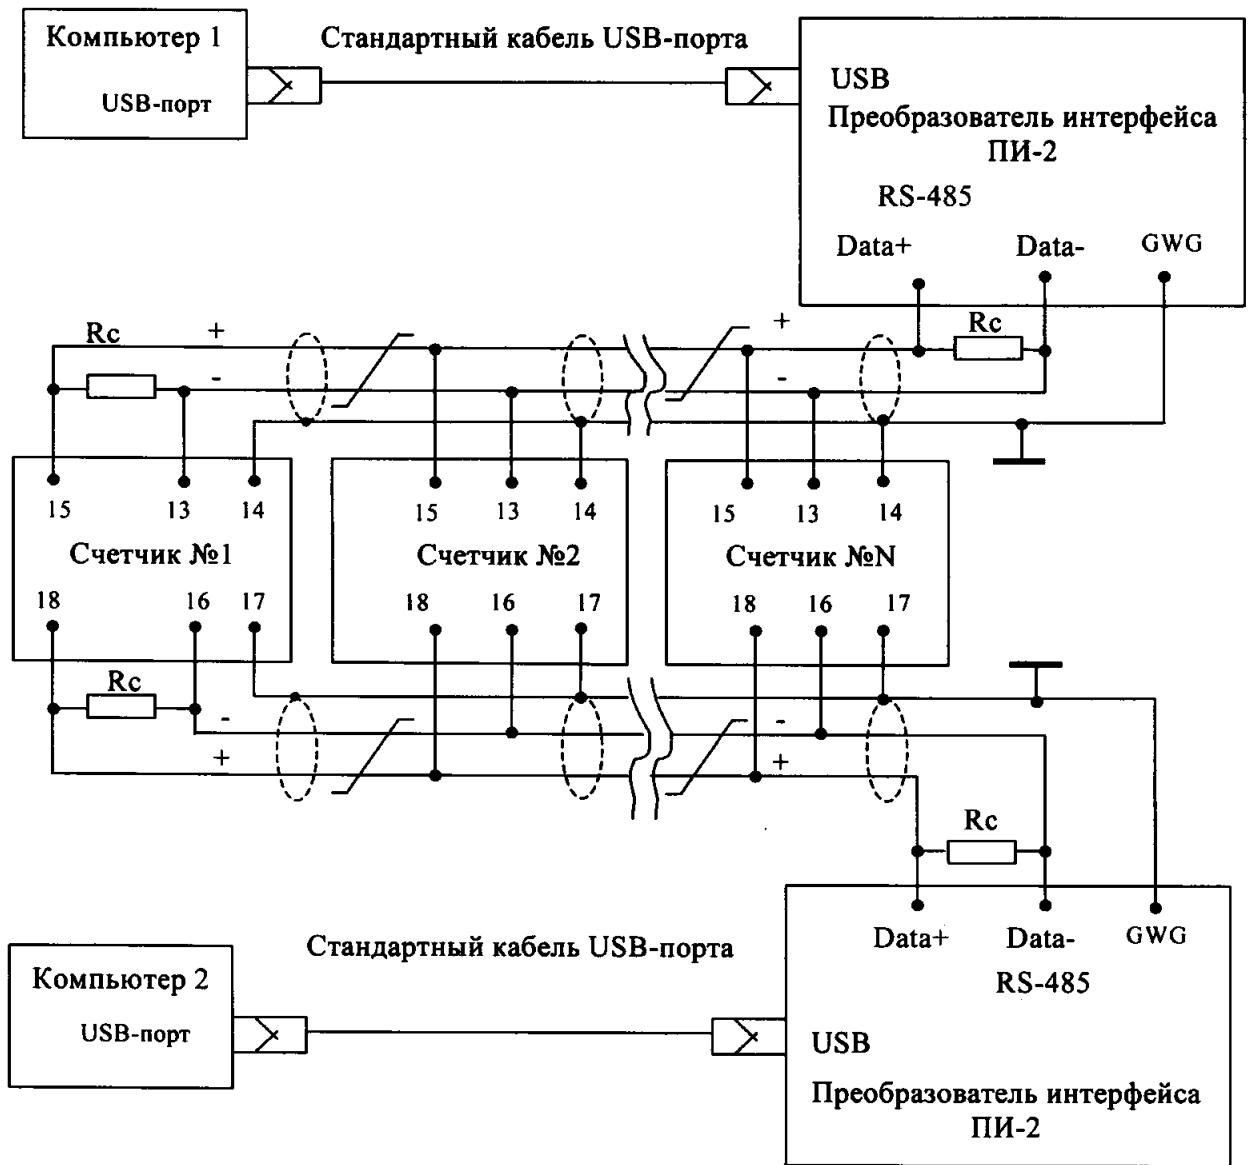 Компьютер 1
USB-порт
Стандартный кабель USB-порта
USB
Преобразователь интерфейса
ПИ-2
RS-485
Data+ Data- GWG
Rc + + Rc
- -
15 13 14 15 13 14 15 13 14
Счетчик №1 Счетчик №2 Счетчик №N
18 16 17 18 16 17 18 16 17
Rc
- -
+ +
Rc
Data+ Data- GWG
RS-485
Стандартный кабель USB-порта
Компьютер 2
USB-порт
USB
Преобразователь интерфейса
ПИ-2